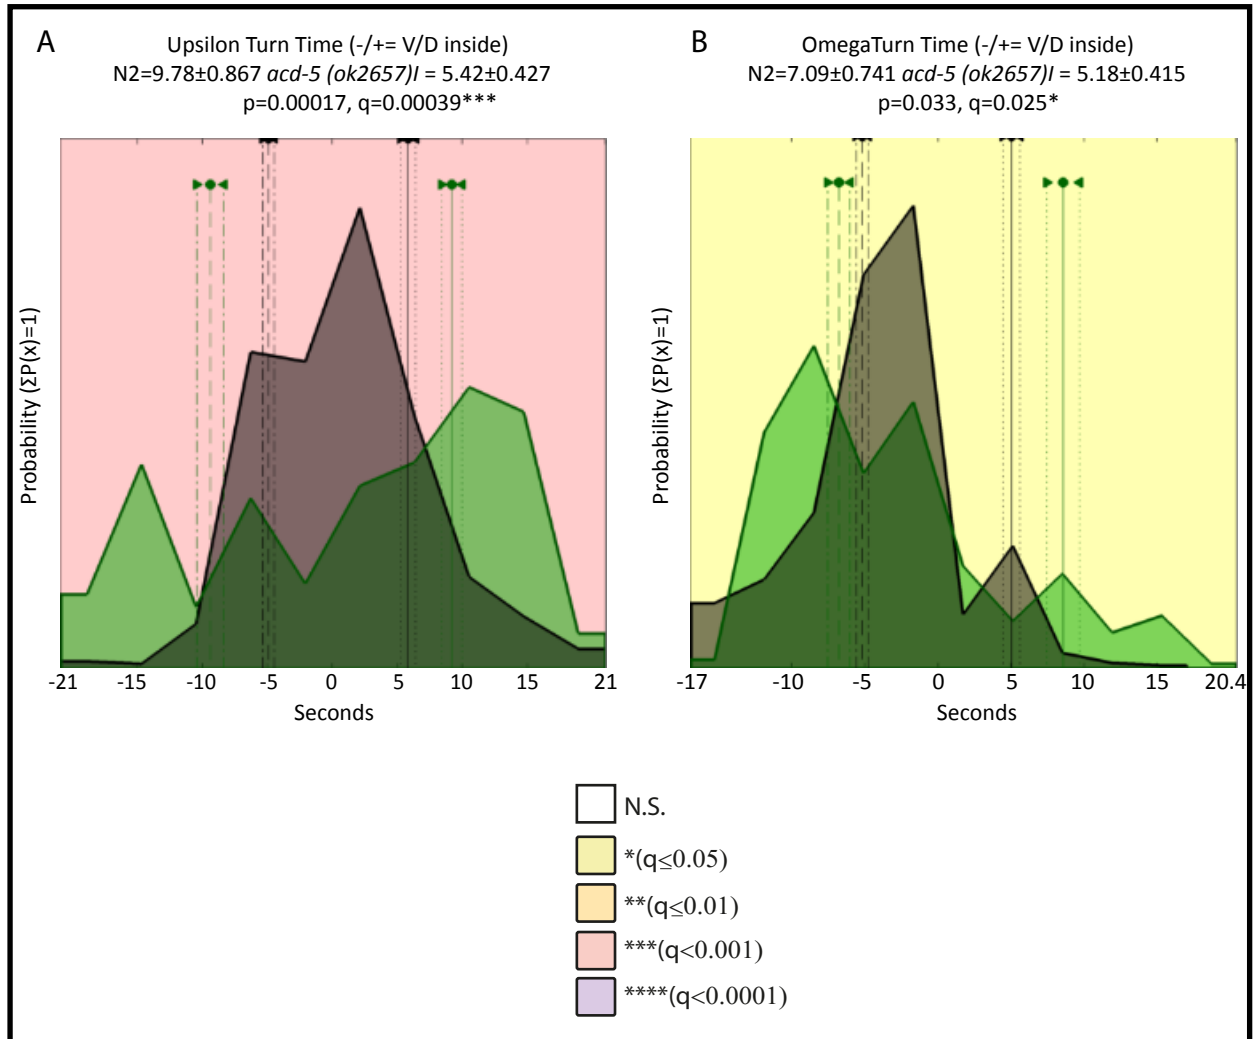 A
Upsilon Turn Time (-/+= V/D inside)
N2=9.78±0.867 acd-5 (ok2657)I = 5.42±0.427
p=0.00017, q=0.00039***
Probability (ΣP(x)=1)
-21 -15 -10 -5 0 5 10 15 21
Seconds
B
OmegaTurn Time (-/+= V/D inside)
N2=7.09±0.741 acd-5 (ok2657)I = 5.18±0.415
p=0.033, q=0.025*
Probability (ΣP(x)=1)
-17 -10 -5 0 5 10 15 20.4
Seconds
N.S.
*(q≤0.05)
**(q≤0.01)
***(q<0.001)
****(q<0.0001)